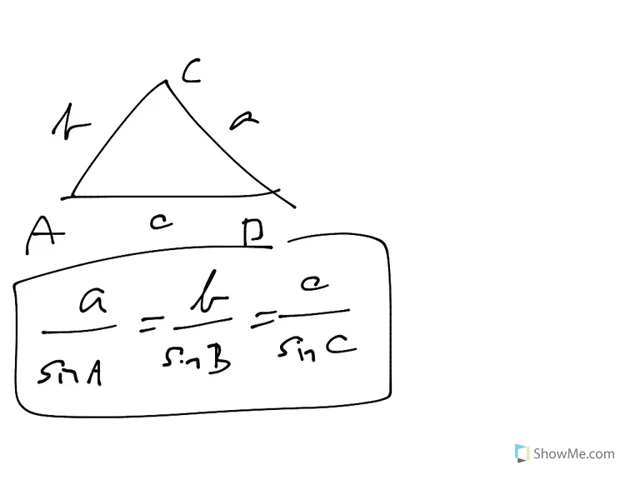 C
b a
A c B
a/sinA = b/sinB = c/sinC
ShowMe.com